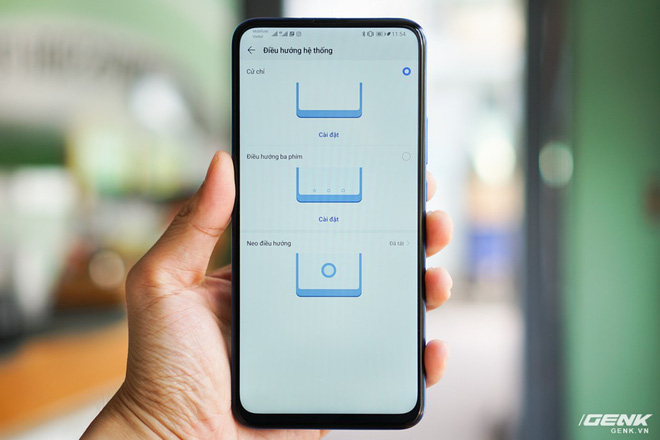 11:54
Điều hướng hệ thống
Cử chỉ
Cài đặt
Điều hướng ba phím
Cài đặt
Neo điều hướng
Đã tắt
GENK
GENK.VN